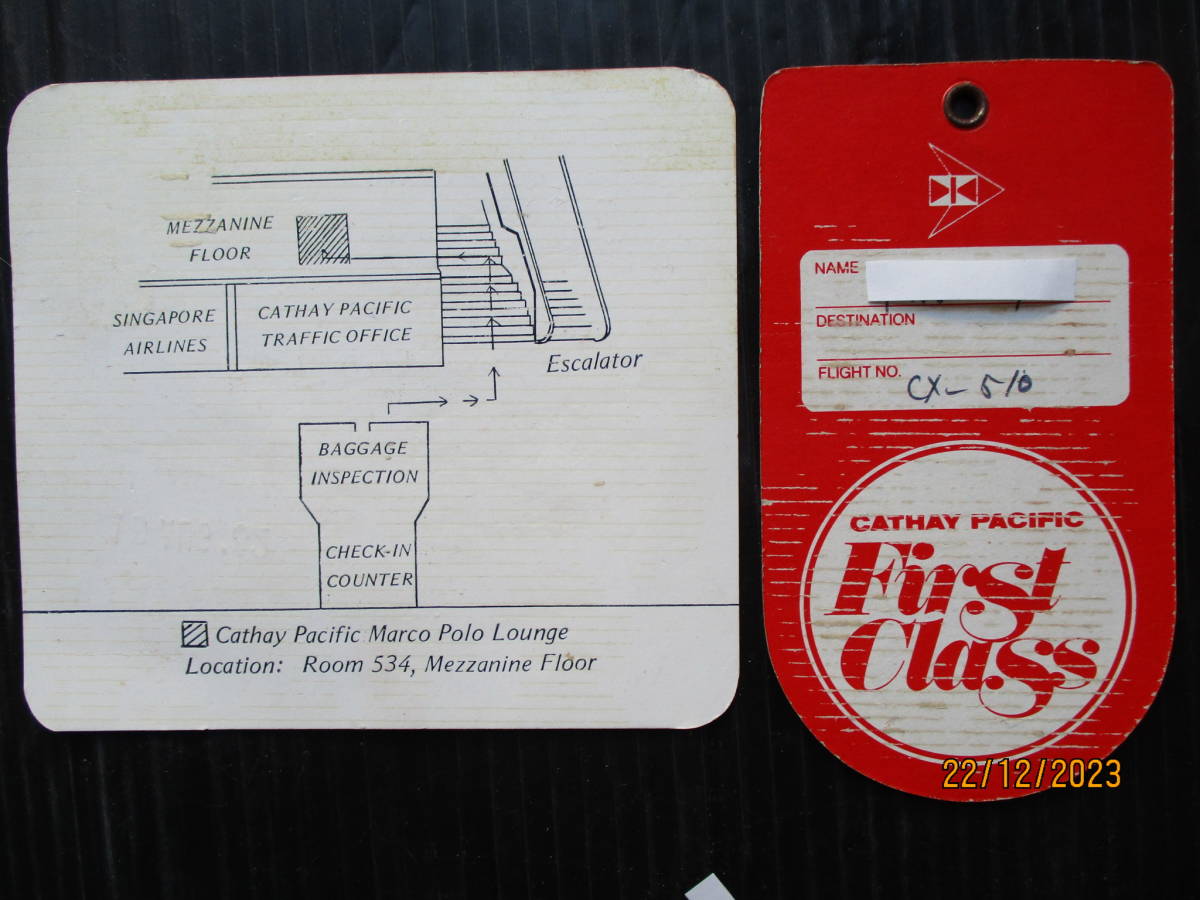 MEZZANINE
FLOOR
SINGAPORE
AIRLINES
CATHAY PACIFIC
TRAFFIC OFFICE
Escalator
BAGGAGE
INSPECTION
CHECK-IN
COUNTER
Cathay Pacific Marco Polo Lounge
Location: Room 534, Mezzanine Floor
NAME
DESTINATION
FLIGHT NO. CX-510
CATHAY PACIFIC
First
Class
22/12/2023